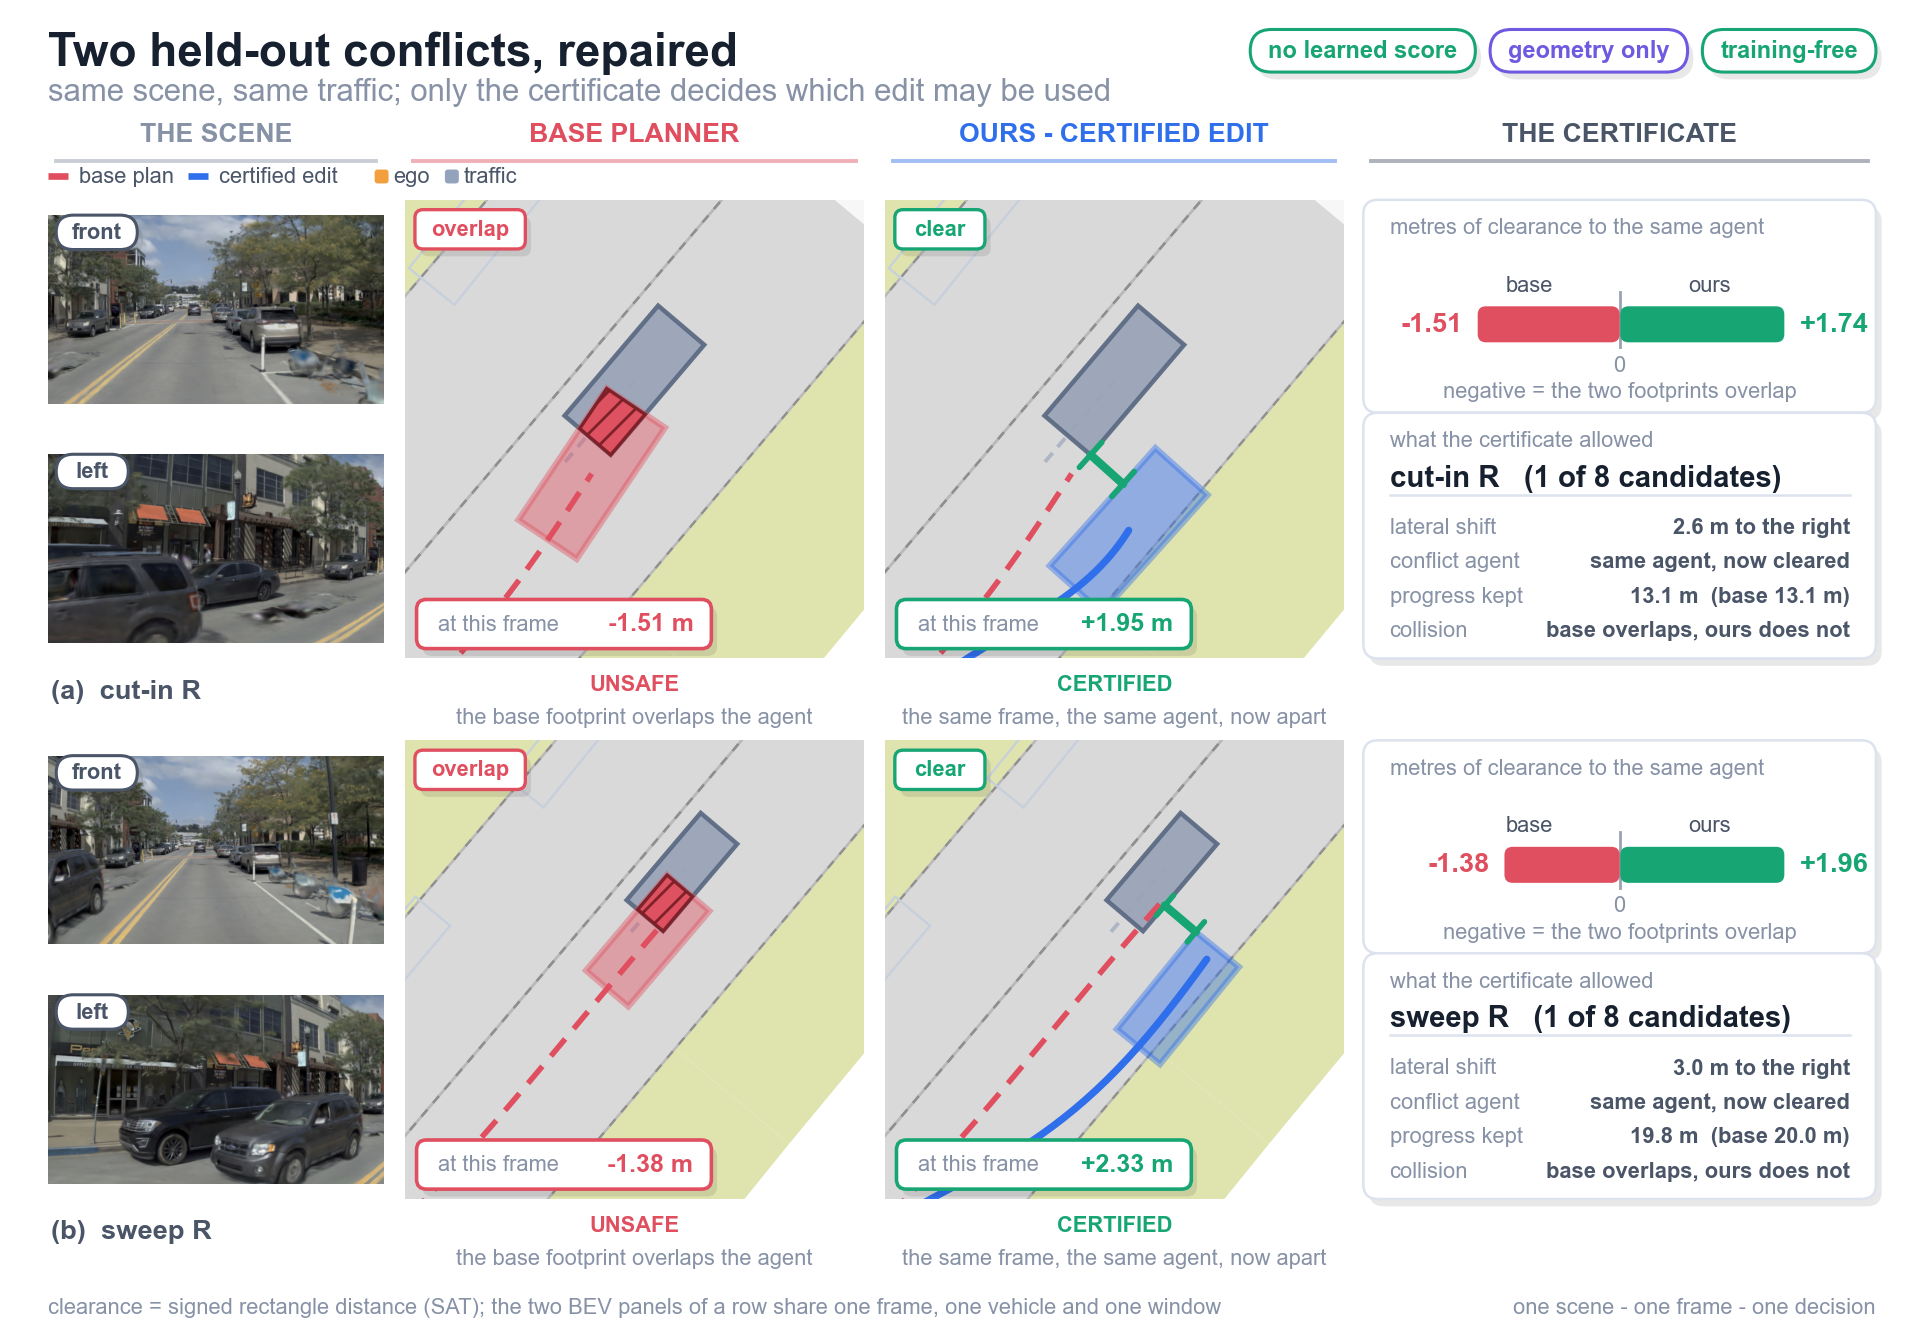 Two held-out conflicts, repaired
same scene, same traffic; only the certificate decides which edit may be used
no learned score
geometry only
training-free
THE SCENE
BASE PLANNER
OURS - CERTIFIED EDIT
THE CERTIFICATE
base plan
certified edit
ego
traffic
front
left
(a) cut-in R
overlap
at this frame -1.51 m
UNSAFE
the base footprint overlaps the agent
clear
at this frame +1.95 m
CERTIFIED
the same frame, the same agent, now apart
metres of clearance to the same agent
base ours
-1.51 +1.74
0
negative = the two footprints overlap
what the certificate allowed
cut-in R (1 of 8 candidates)
lateral shift 2.6 m to the right
conflict agent same agent, now cleared
progress kept 13.1 m (base 13.1 m)
collision base overlaps, ours does not
front
left
(b) sweep R
overlap
at this frame -1.38 m
UNSAFE
the base footprint overlaps the agent
clear
at this frame +2.33 m
CERTIFIED
the same frame, the same agent, now apart
metres of clearance to the same agent
base ours
-1.38 +1.96
0
negative = the two footprints overlap
what the certificate allowed
sweep R (1 of 8 candidates)
lateral shift 3.0 m to the right
conflict agent same agent, now cleared
progress kept 19.8 m (base 20.0 m)
collision base overlaps, ours does not
clearance = signed rectangle distance (SAT); the two BEV panels of a row share one frame, one vehicle and one window
one scene - one frame - one decision